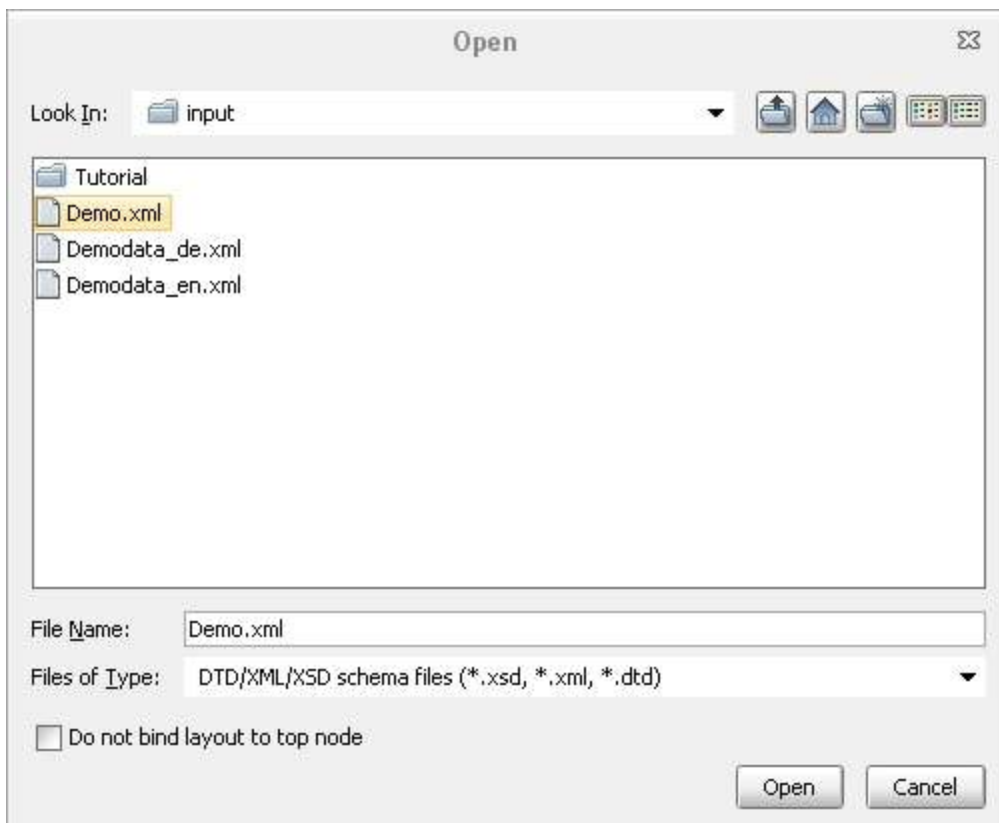 Open
Look In: input
Tutorial
Demo.xml
Demodata_de.xml
Demodata_en.xml
File Name: Demo.xml
Files of Type: DTD/XML/XSD schema files (*.xsd, *.xml, *.dtd)
Do not bind layout to top node
Open Cancel